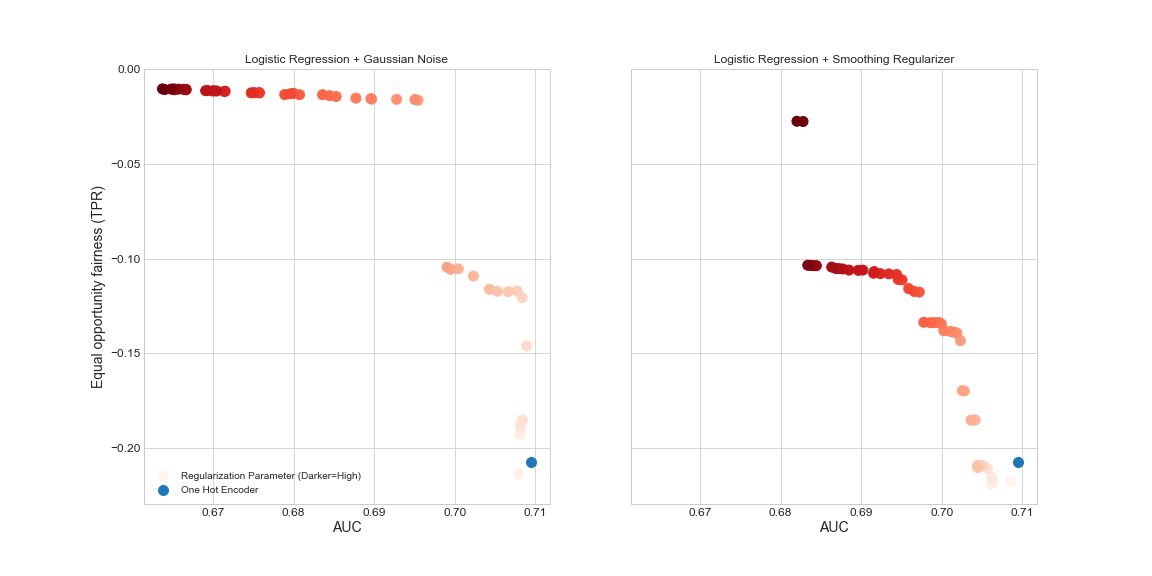 Logistic Regression + Gaussian Noise
Logistic Regression + Smoothing Regularizer
0.00
−0.05
−0.10
−0.15
−0.20
Equal opportunity fairness (TPR)
Regularization Parameter (Darker=High)
One Hot Encoder
0.67
0.68
0.69
0.70
0.71
AUC
0.67
0.68
0.69
0.70
0.71
AUC